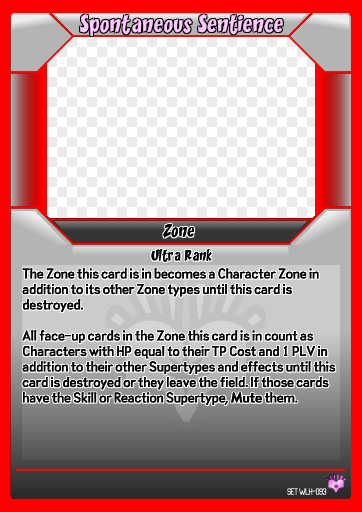 Spontaneous Sentience
Zone
Ultra Rank
The Zone this card is in becomes a Character Zone in
addition to its other Zone types until this card is
destroyed.
All face-up cards in the Zone this card is in count as
Characters with HP equal to their TP Cost and 1 PLV in
addition to their other Supertypes and effects until this
card is destroyed or they leave the field. If those cards
have the Skill or Reaction Supertype, Mute them.
SET WLH-093